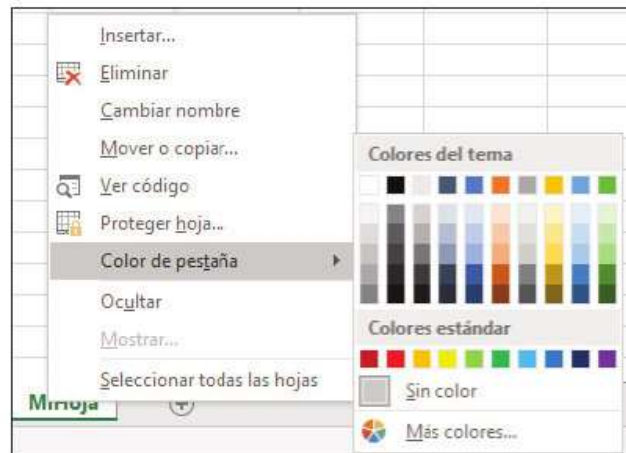 Insertar...
Eliminar
Cambiar nombre
Mover o copiar...
Ver código
Proteger hoja...
Color de pestaña
Ocultar
Mostrar...
Seleccionar todas las hojas
MiHoja
Colores del tema
Colores estándar
Sin color
Más colores...